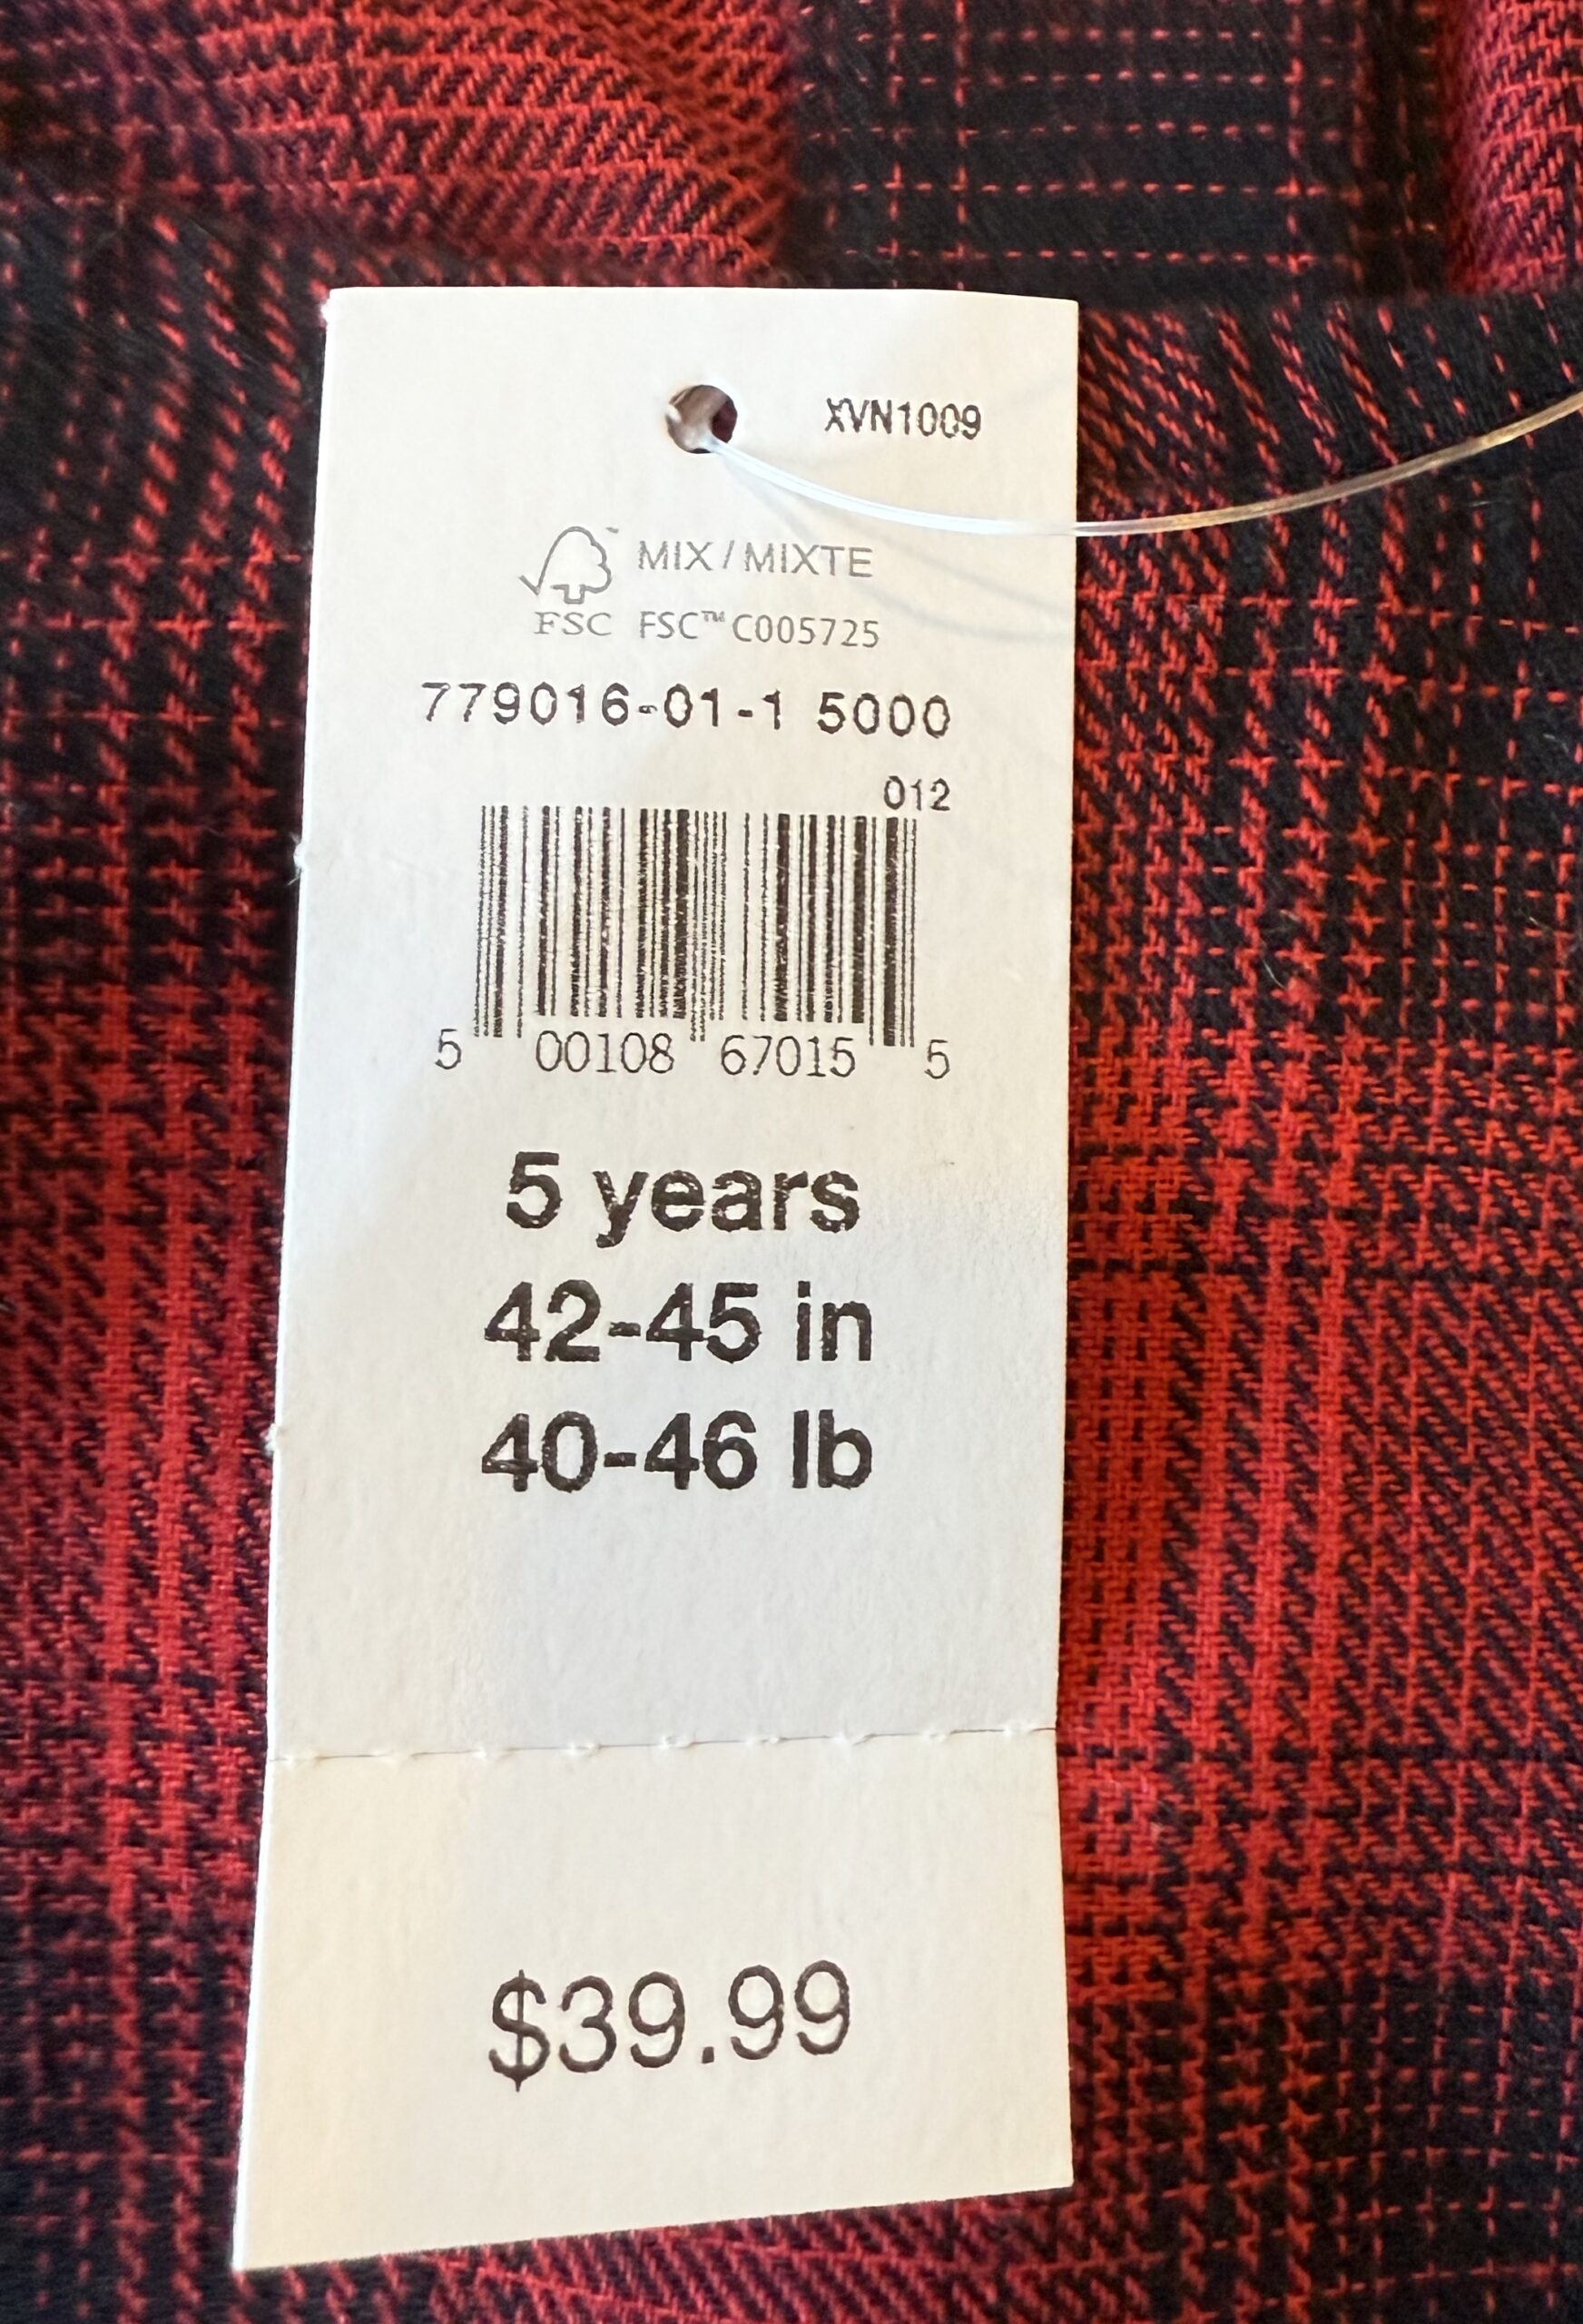 XVN1009
MIX / MIXTE
FSC FSC™ C005725
779016-01-1 5000
012
5 00108 67015 5
5 years
42-45 in
40-46 lb
$39.99